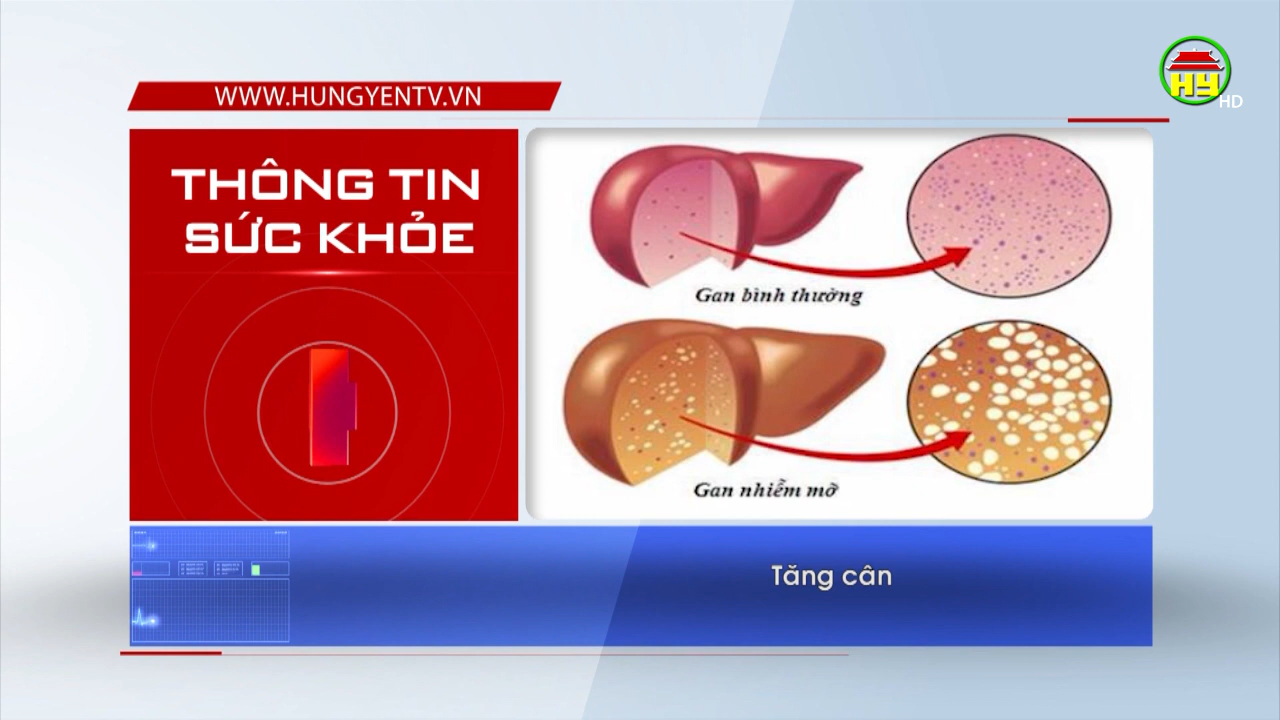 WWW.HUNGYENTV.VN
HY
HD
THÔNG TIN
SỨC KHỎE
Gan bình thường
Gan nhiễm mỡ
Tăng cân